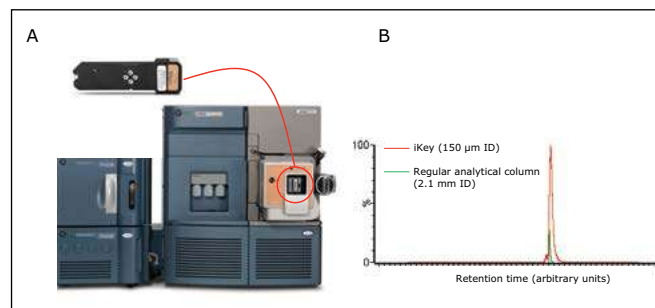 A
B
iKey (150 µm ID)
Regular analytical column
(2.1 mm ID)
100
%
0
Retention time (arbitrary units)